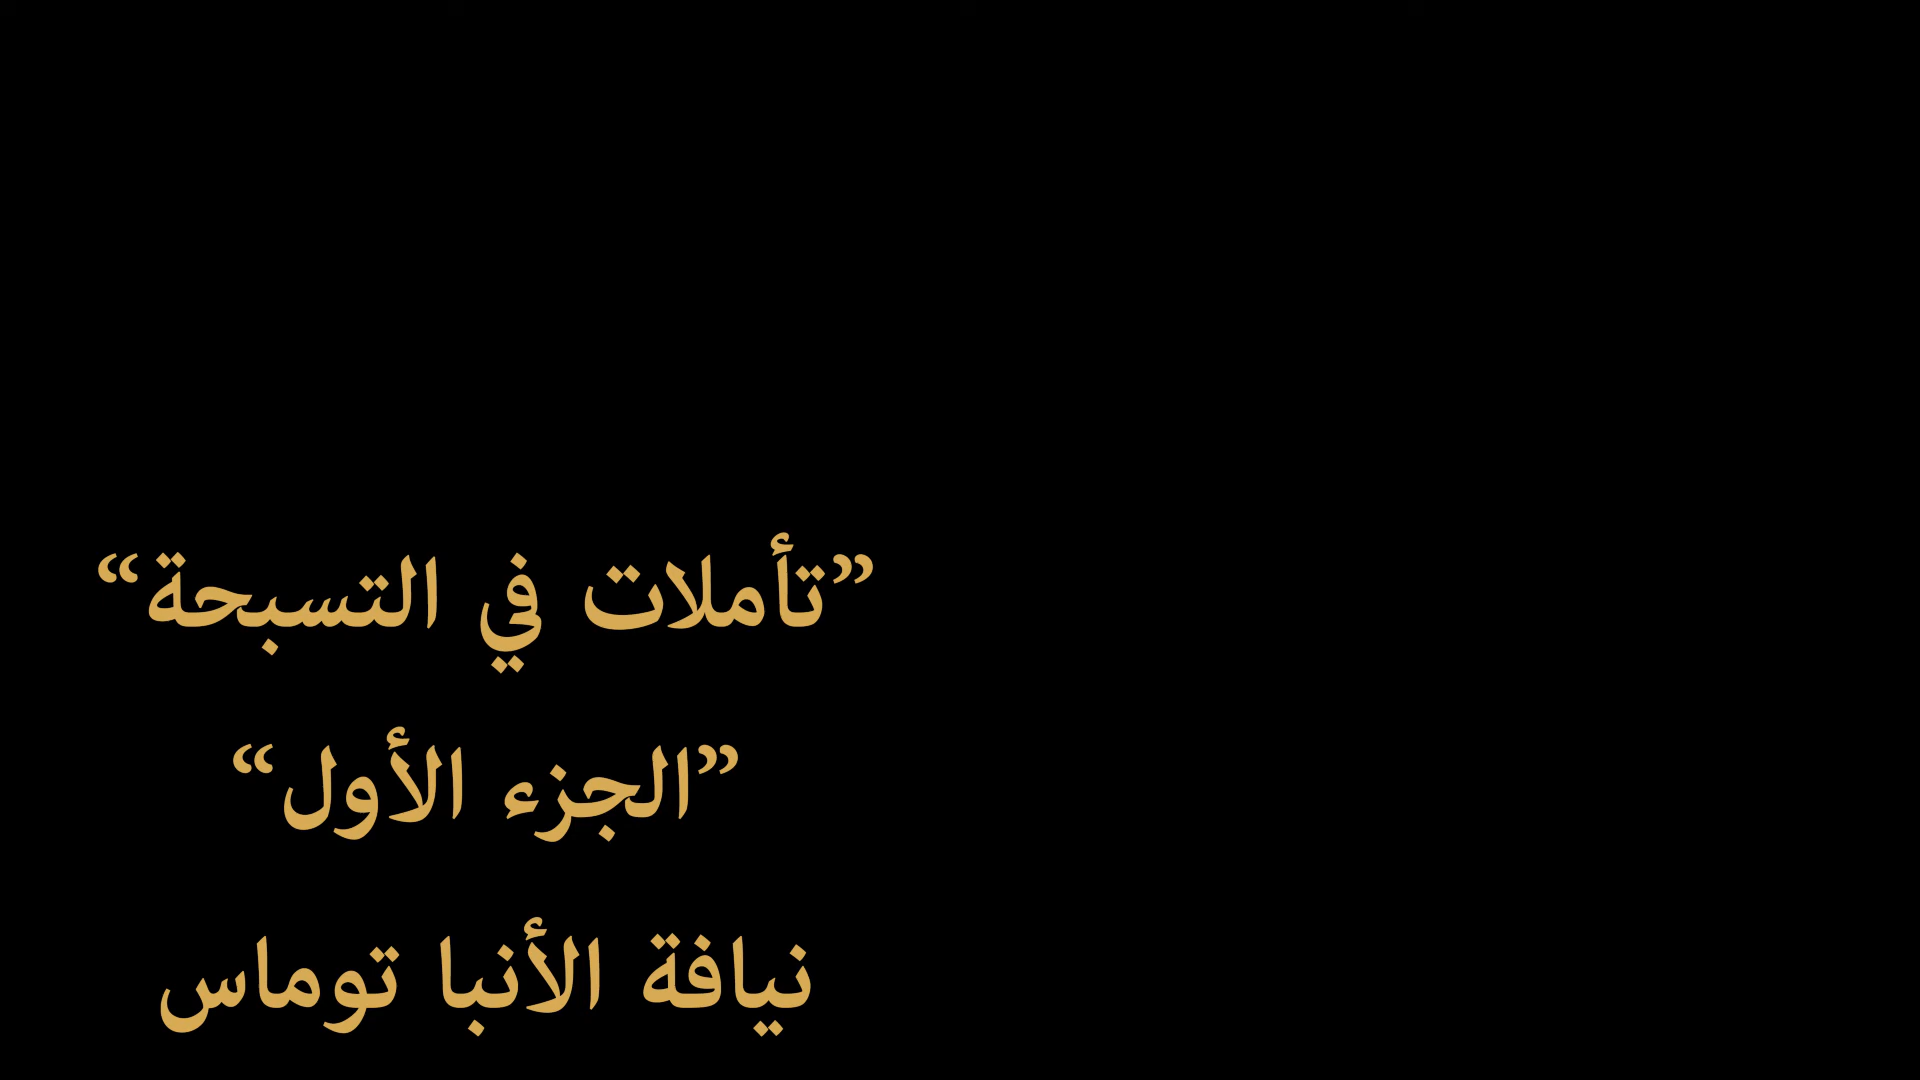 ”تأملات في التسبحة“
”الجزء الأول“
نيافة الأنبا توماس